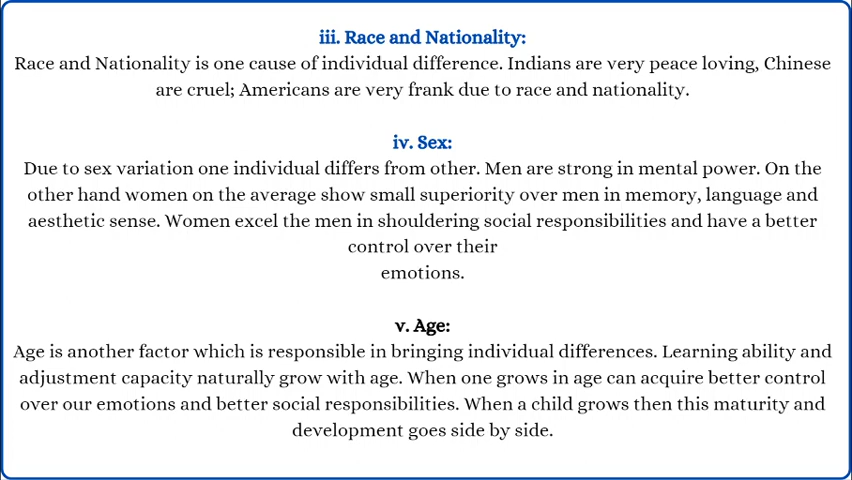 iii. Race and Nationality:
Race and Nationality is one cause of individual difference. Indians are very peace loving, Chinese
are cruel; Americans are very frank due to race and nationality.
iv. Sex:
Due to sex variation one individual differs from other. Men are strong in mental power. On the
other hand women on the average show small superiority over men in memory, language and
aesthetic sense. Women excel the men in shouldering social responsibilities and have a better
control over their
emotions.
v. Age:
Age is another factor which is responsible in bringing individual differences. Learning ability and
adjustment capacity naturally grow with age. When one grows in age can acquire better control
over our emotions and better social responsibilities. When a child grows then this maturity and
development goes side by side.